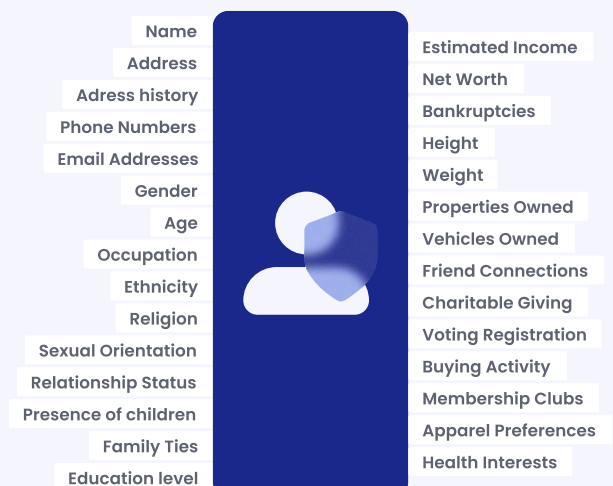 Name
Address
Adress history
Phone Numbers
Email Addresses
Gender
Age
Occupation
Ethnicity
Religion
Sexual Orientation
Relationship Status
Presence of children
Family Ties
Education level
Estimated Income
Net Worth
Bankruptcies
Height
Weight
Properties Owned
Vehicles Owned
Friend Connections
Charitable Giving
Voting Registration
Buying Activity
Membership Clubs
Apparel Preferences
Health Interests